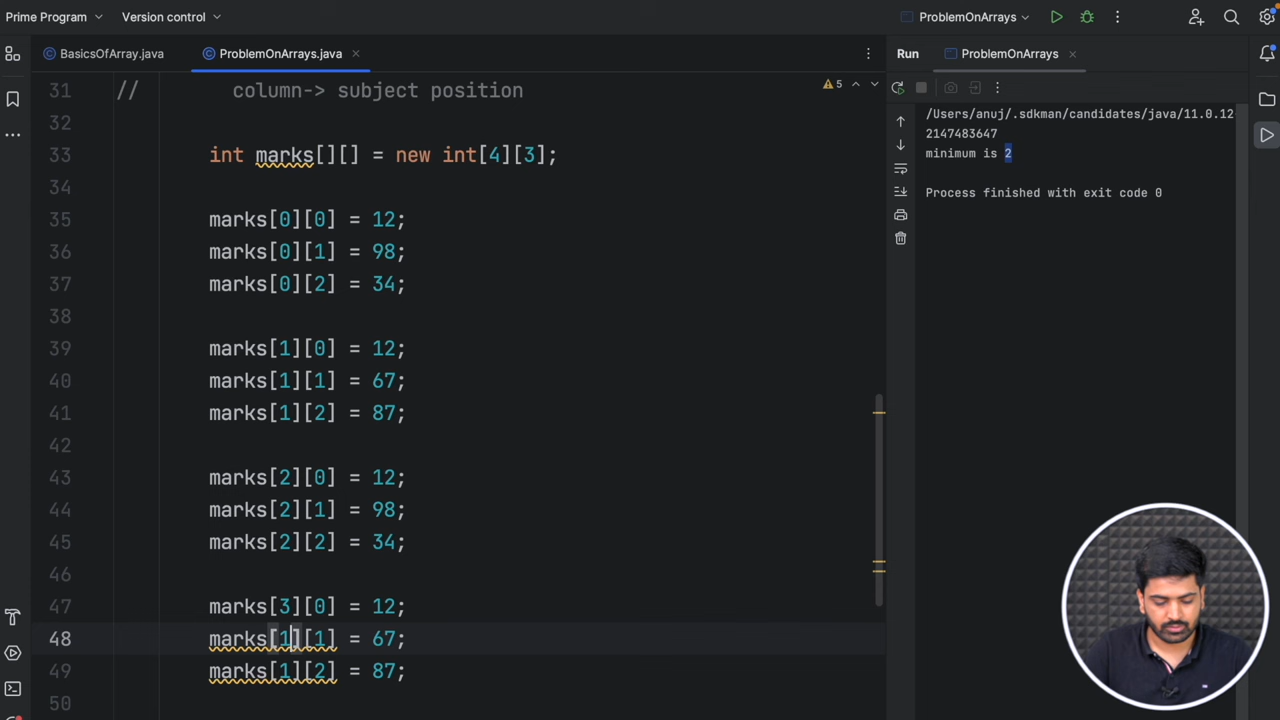 Prime Program
Version control
ProblemOnArrays
BasicsOfArray.java
ProblemOnArrays.java
Run
ProblemOnArrays
31 // column-> subject position
5
32
33 int marks[][] = new int[4][3];
34
35 marks[0][0] = 12;
36 marks[0][1] = 98;
37 marks[0][2] = 34;
38
39 marks[1][0] = 12;
40 marks[1][1] = 67;
41 marks[1][2] = 87;
42
43 marks[2][0] = 12;
44 marks[2][1] = 98;
45 marks[2][2] = 34;
46
47 marks[3][0] = 12;
48 marks[1][1] = 67;
49 marks[1][2] = 87;
50
/Users/anuj/.sdkman/candidates/java/11.0.12
2147483647
minimum is 2
Process finished with exit code 0